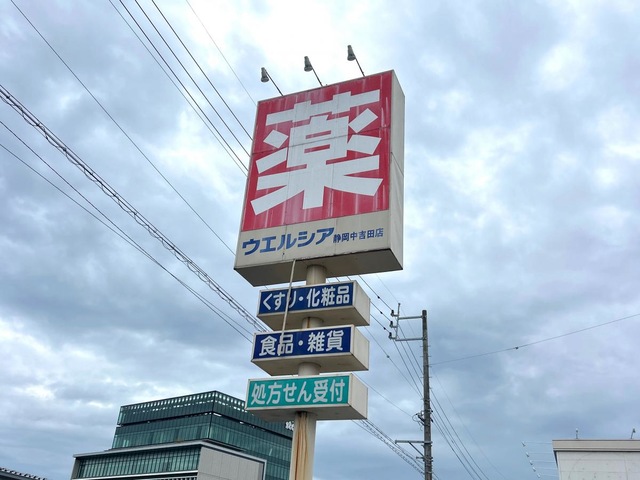 薬
ウエルシア 静岡中吉田店
くすり・化粧品
食品・雑貨
処方せん受付